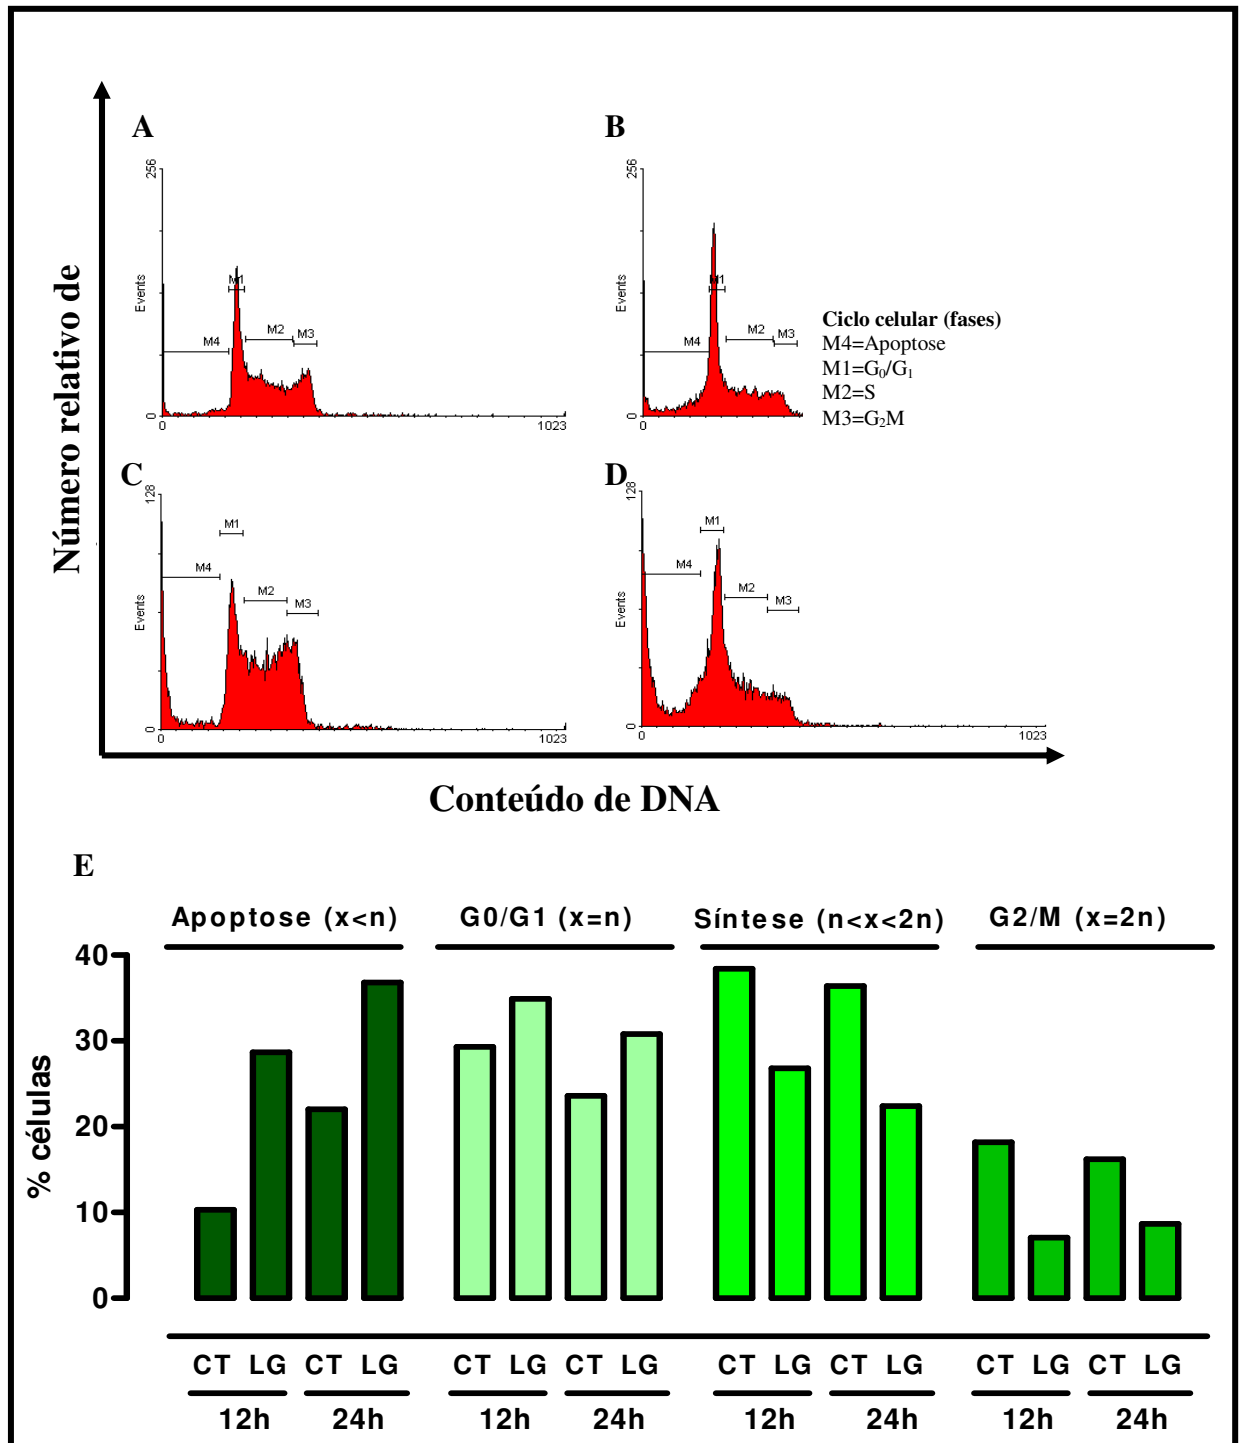 Número relativo de
A
256
Events
0
M4
M1
M2
M3
0
1023
B
256
Events
0
M4
M1
M2
M3
0
Ciclo celular (fases)
M4=Apoptose
M1=G₀/G₁
M2=S
M3=G₂M
C
128
Events
0
M4
M1
M2
M3
0
1023
D
128
Events
0
M4
M1
M2
M3
0
1023
Conteúdo de DNA
E
Apoptose (x<n)
G0/G1 (x=n)
Síntese (n<x<2n)
G2/M (x=2n)
% células
40
30
20
10
0
CT LG CT LG
CT LG CT LG
CT LG CT LG
CT LG CT LG
12h 24h
12h 24h
12h 24h
12h 24h